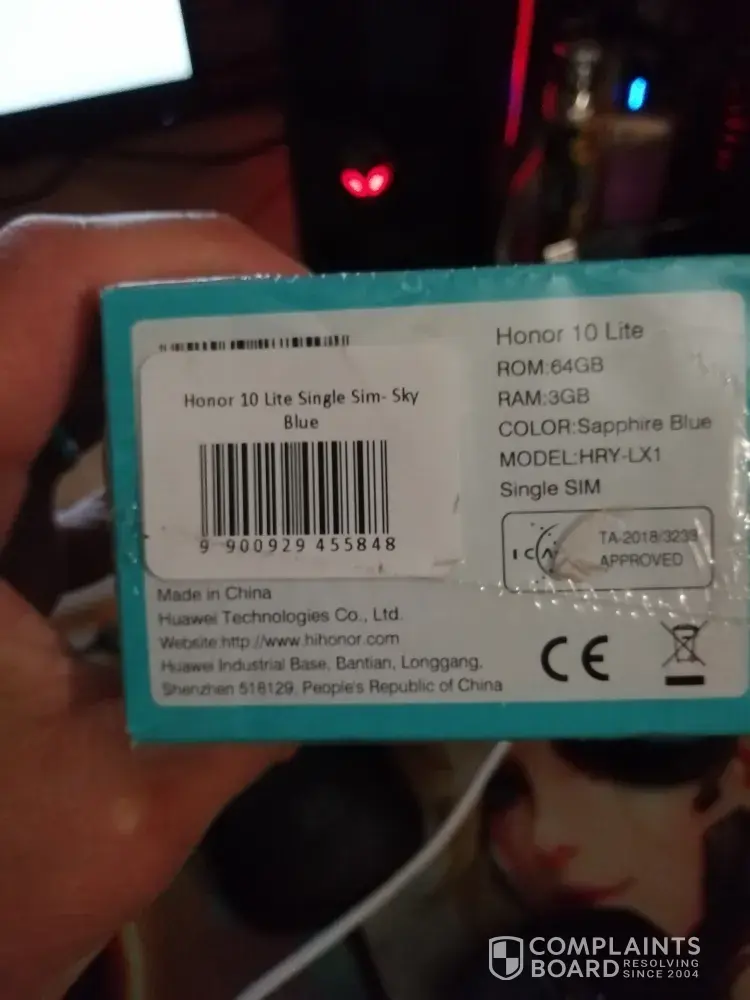 Honor 10 Lite Single Sim- Sky
Blue
9 900929 455848
Honor 10 Lite
ROM:64GB
RAM:3GB
COLOR:Sapphire Blue
MODEL:HRY-LX1
Single SIM
TA-2018/3233
APPROVED
Made in China
Huawei Technologies Co., Ltd.
Website:http://www.hihonor.com
Huawei Industrial Base, Bantian, Longgang,
Shenzhen 518129, People's Republic of China
CE
COMPLAINTS
BOARD RESOLVING
SINCE 2004